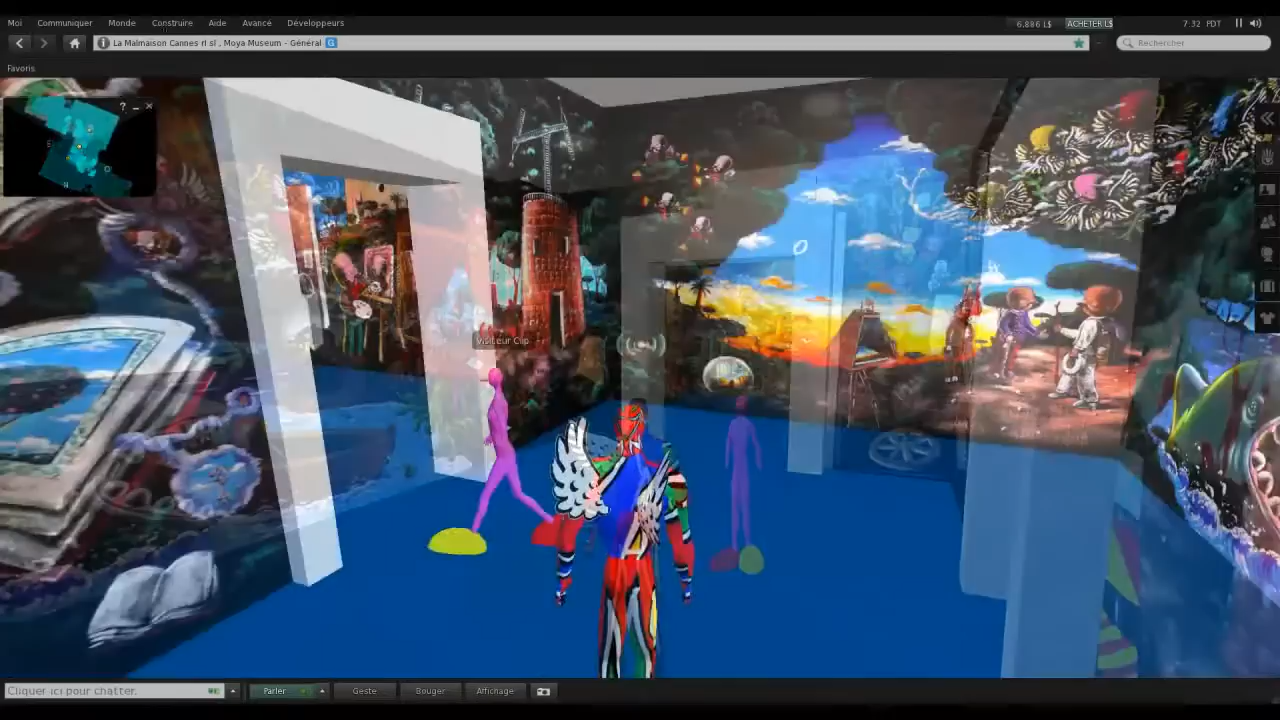 Moi Communiquer Monde Construire Aide Avancé Développeurs 6,886 L$ ACHETER L$ 7:32 PDT
La Malmaison Cannes rl sl , Moya Museum - Général G Rechercher
Favoris
?
Visiteur Clip
Cliquer ici pour chatter. Parler Geste Bouger Affichage